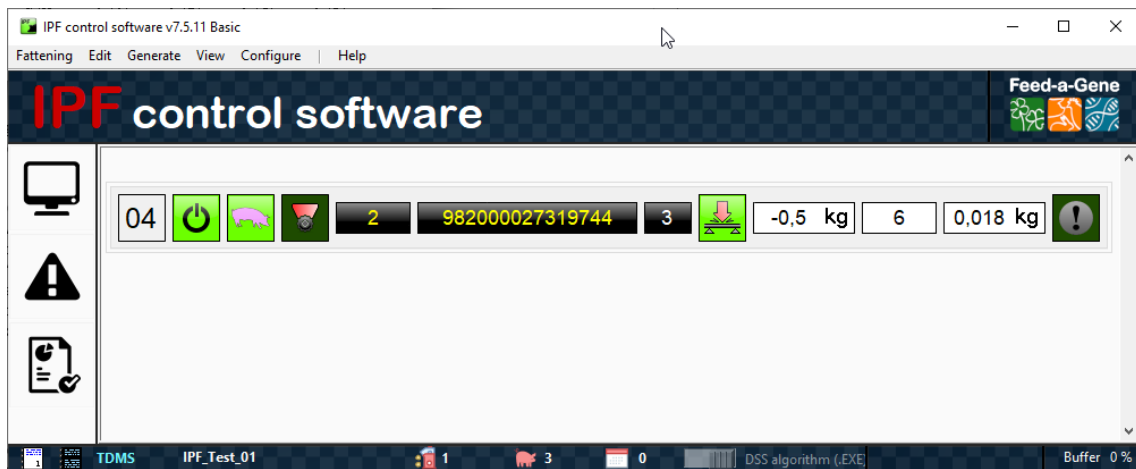 IPF control software v7.5.11 Basic
Fattening Edit Generate View Configure | Help
IPF control software
Feed-a-Gene
04 2 982000027319744 3 -0,5 kg 6 0,018 kg
1 TDMS IPF_Test_01 1 3 0 DSS algorithm (.EXE) Buffer 0 %